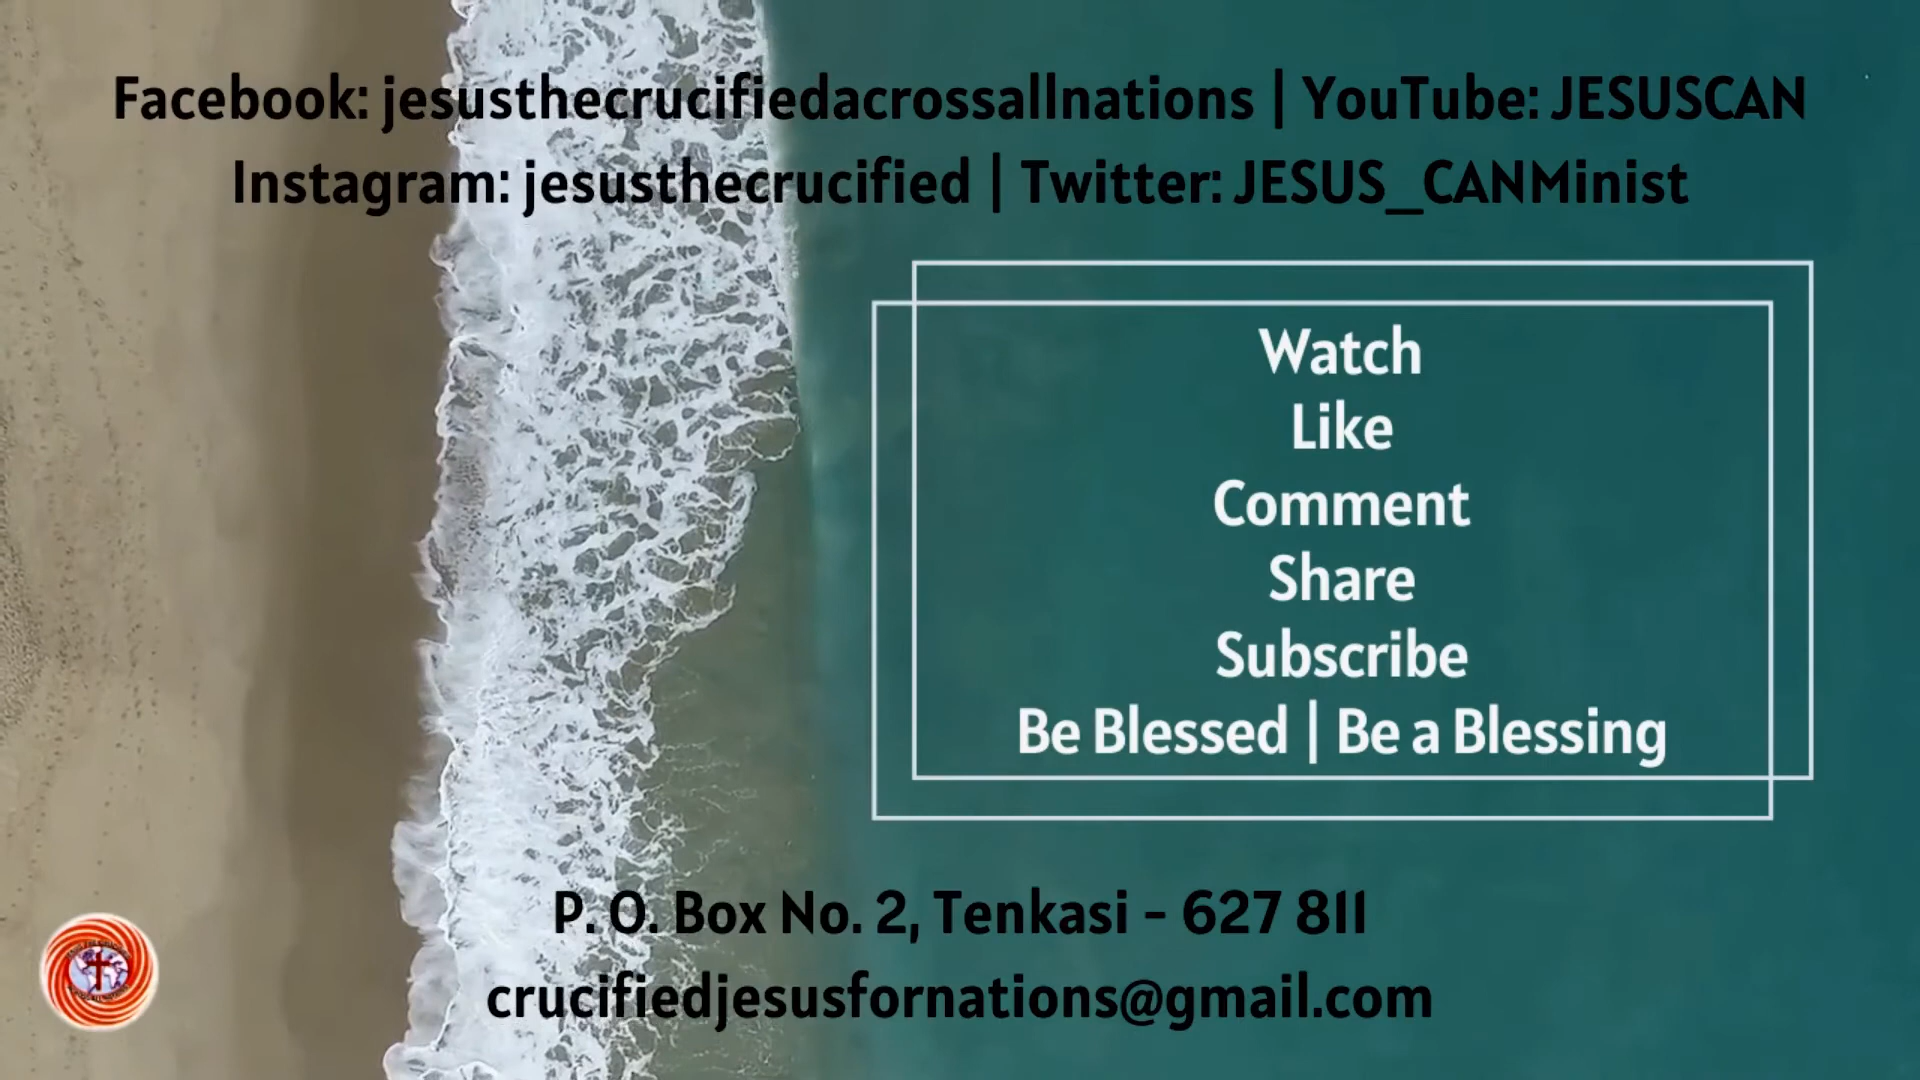 Facebook: jesusthecrucifiedacrossallnations | YouTube: JESUSCAN
Instagram: jesusthecrucified | Twitter: JESUS_CANMinist
Watch
Like
Comment
Share
Subscribe
Be Blessed | Be a Blessing
P. O. Box No. 2, Tenkasi - 627 811
crucifiedjesusfornations@gmail.com